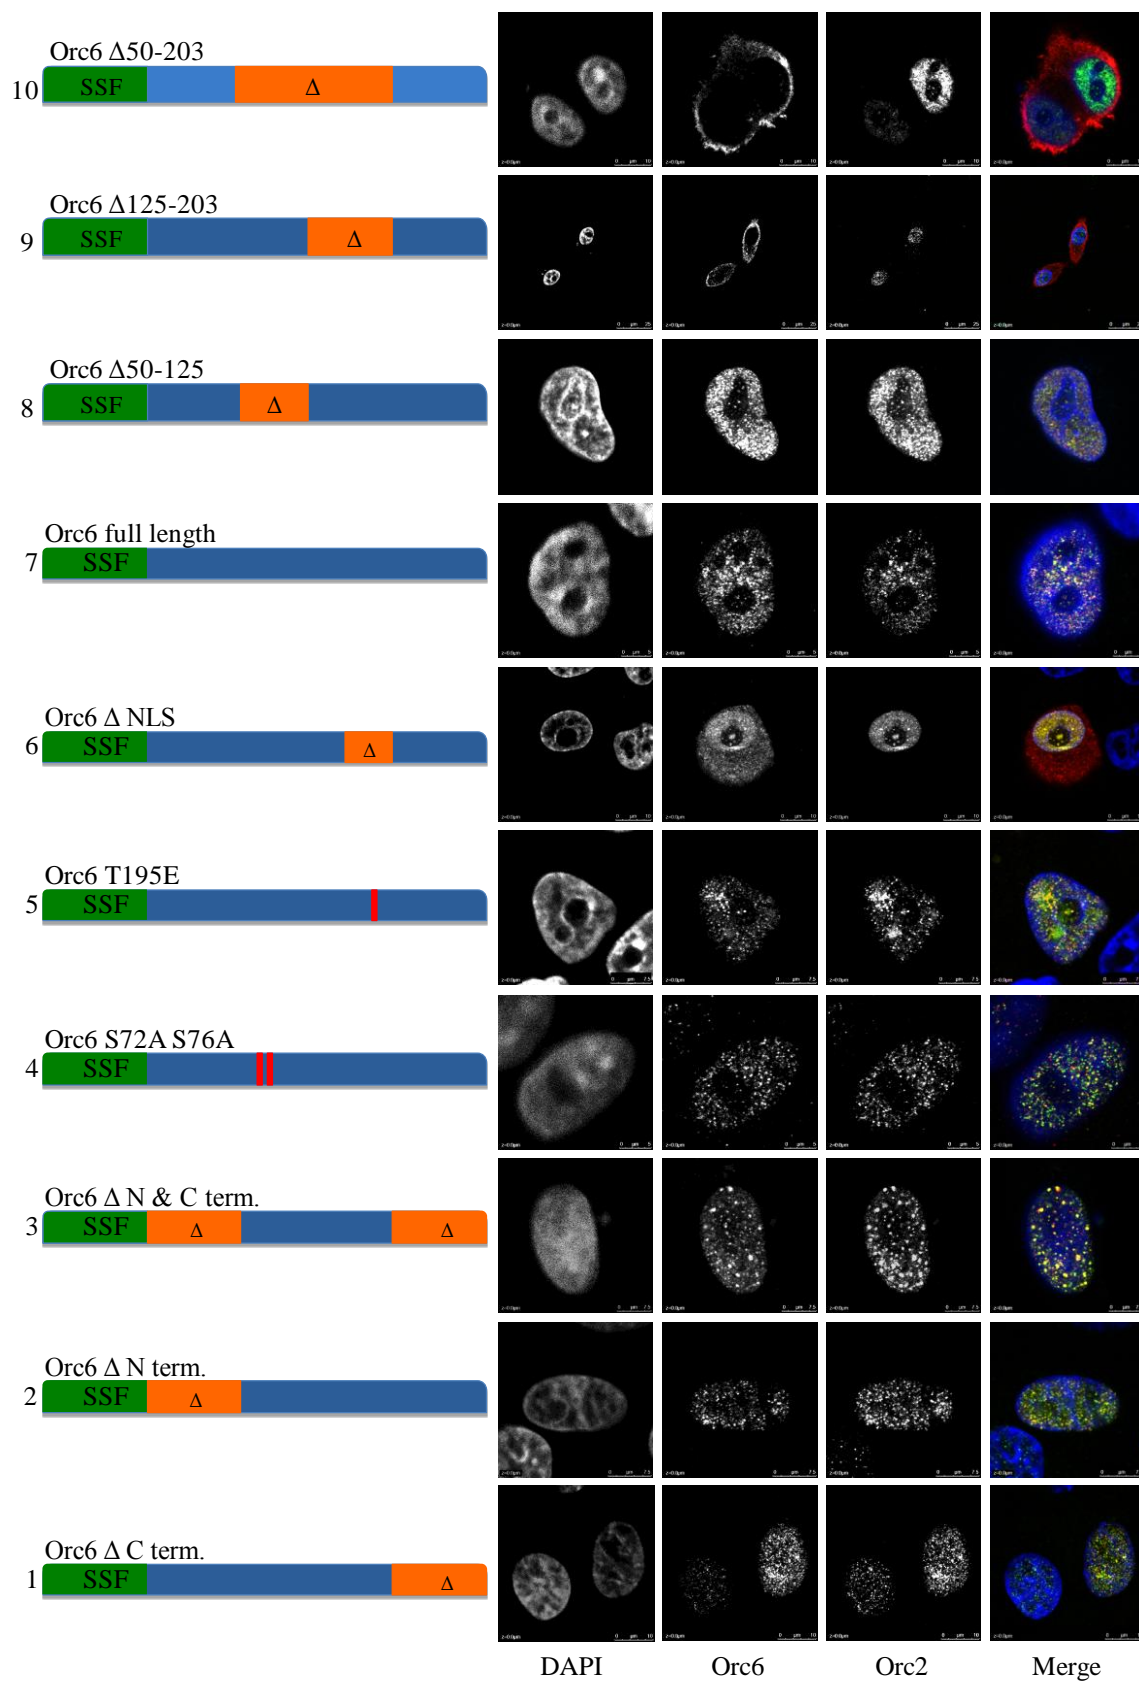 Orc6 Δ50-203
10 SSF Δ
Orc6 Δ125-203
9 SSF Δ
Orc6 Δ50-125
8 SSF Δ
Orc6 full length
7 SSF
Orc6 Δ NLS
6 SSF Δ
Orc6 T195E
5 SSF
Orc6 S72A S76A
4 SSF
Orc6 Δ N & C term.
3 SSF Δ Δ
Orc6 Δ N term.
2 SSF Δ
Orc6 Δ C term.
1 SSF Δ
DAPI Orc6 Orc2 Merge